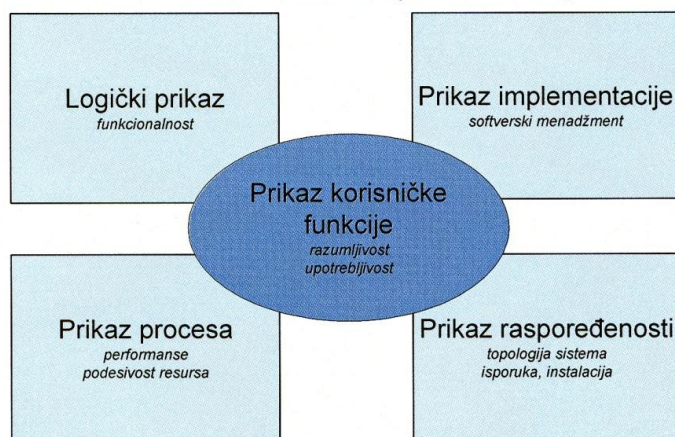 Logički prikaz
funkcionalnost
Prikaz implementacije
softverski menadžment
Prikaz korisničke
funkcije
razumljivost
upotrebljivost
Prikaz procesa
performanse
podesivost resursa
Prikaz raspoređenosti
topologija sistema
isporuka, instalacija